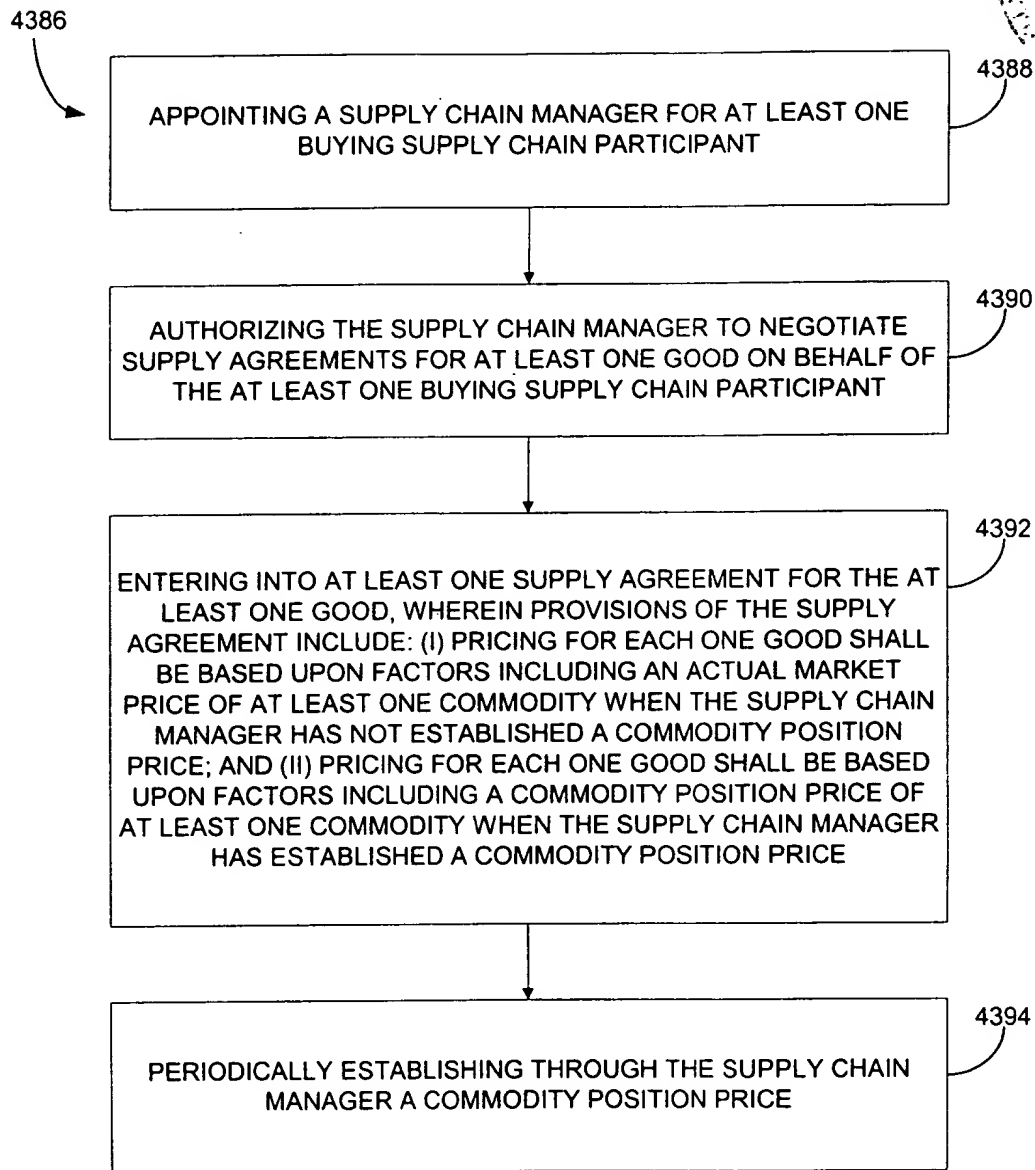 4386
4388
APPOINTING A SUPPLY CHAIN MANAGER FOR AT LEAST ONE
BUYING SUPPLY CHAIN PARTICIPANT
4390
AUTHORIZING THE SUPPLY CHAIN MANAGER TO NEGOTIATE
SUPPLY AGREEMENTS FOR AT LEAST ONE GOOD ON BEHALF OF
THE AT LEAST ONE BUYING SUPPLY CHAIN PARTICIPANT
4392
ENTERING INTO AT LEAST ONE SUPPLY AGREEMENT FOR THE AT
LEAST ONE GOOD, WHEREIN PROVISIONS OF THE SUPPLY
AGREEMENT INCLUDE: (I) PRICING FOR EACH ONE GOOD SHALL
BE BASED UPON FACTORS INCLUDING AN ACTUAL MARKET
PRICE OF AT LEAST ONE COMMODITY WHEN THE SUPPLY CHAIN
MANAGER HAS NOT ESTABLISHED A COMMODITY POSITION
PRICE; AND (II) PRICING FOR EACH ONE GOOD SHALL BE BASED
UPON FACTORS INCLUDING A COMMODITY POSITION PRICE OF
AT LEAST ONE COMMODITY WHEN THE SUPPLY CHAIN MANAGER
HAS ESTABLISHED A COMMODITY POSITION PRICE
4394
PERIODICALLY ESTABLISHING THROUGH THE SUPPLY CHAIN
MANAGER A COMMODITY POSITION PRICE